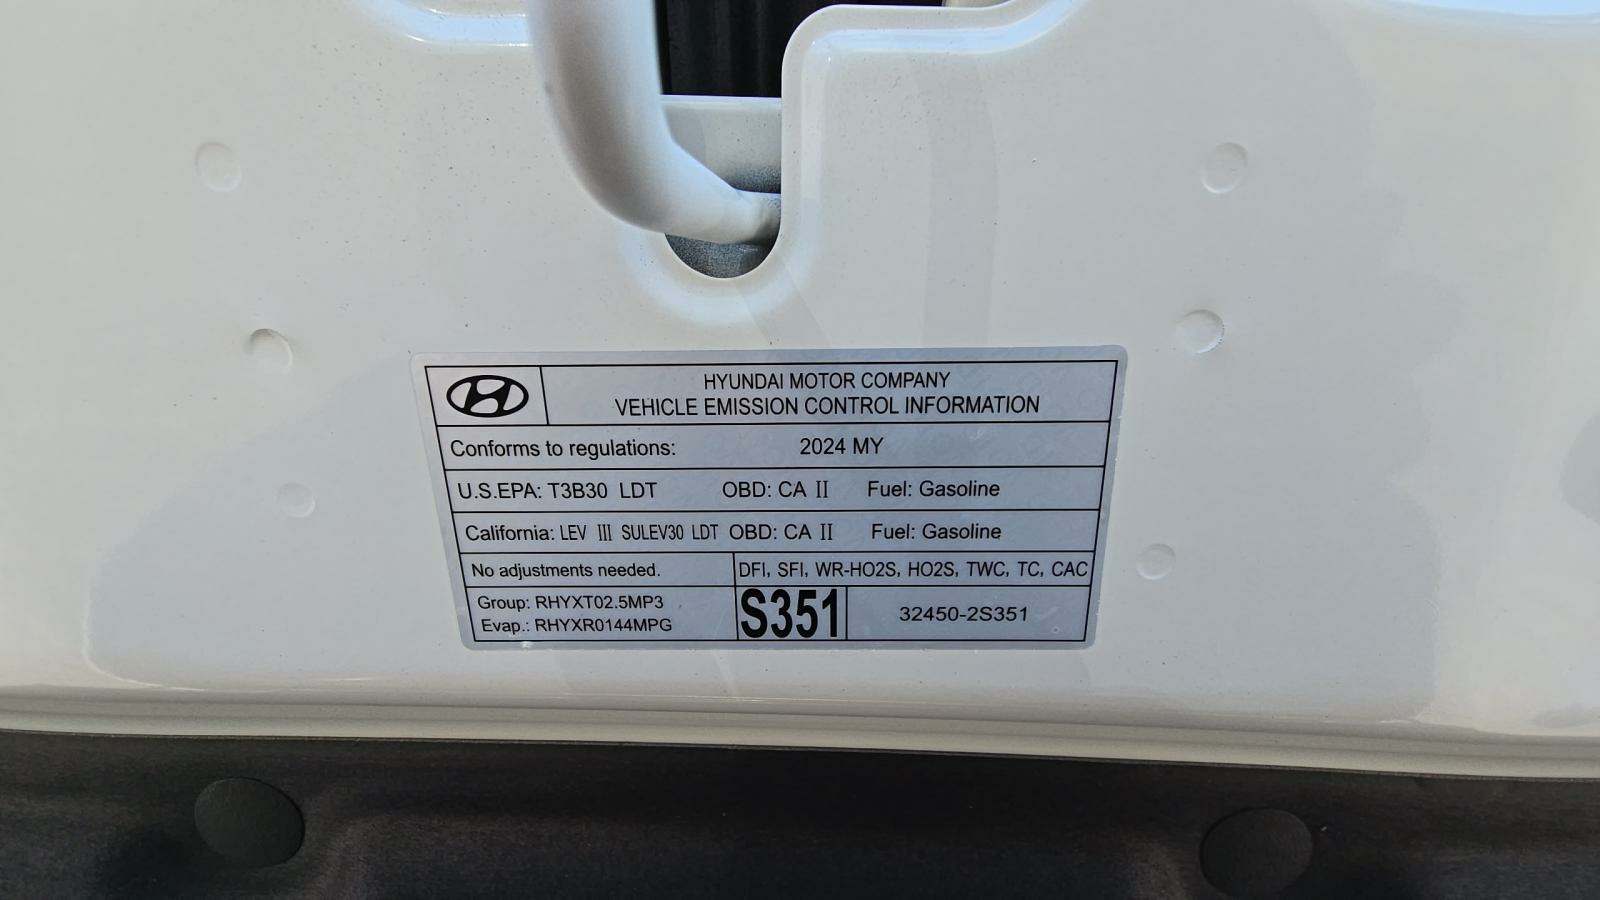 HYUNDAI MOTOR COMPANY
VEHICLE EMISSION CONTROL INFORMATION
Conforms to regulations: 2024 MY
U.S.EPA: T3B30 LDT OBD: CA II Fuel: Gasoline
California: LEV III SULEV30 LDT OBD: CA II Fuel: Gasoline
No adjustments needed. DFI, SFI, WR-HO2S, HO2S, TWC, TC, CAC
Group: RHYXT02.5MP3
Evap.: RHYXR0144MPG
S351 32450-2S351